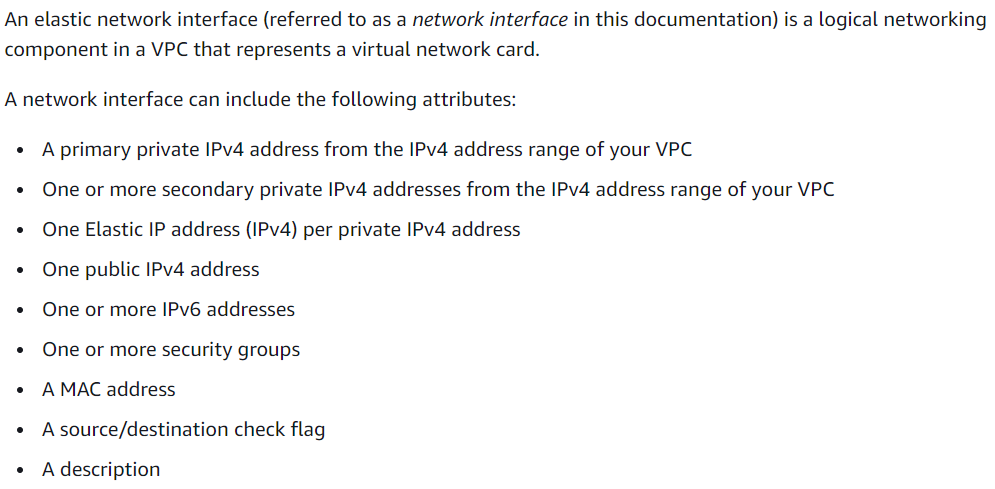 An elastic network interface (referred to as a network interface in this documentation) is a logical networking
component in a VPC that represents a virtual network card.
A network interface can include the following attributes:
• A primary private IPv4 address from the IPv4 address range of your VPC
• One or more secondary private IPv4 addresses from the IPv4 address range of your VPC
• One Elastic IP address (IPv4) per private IPv4 address
• One public IPv4 address
• One or more IPv6 addresses
• One or more security groups
• A MAC address
• A source/destination check flag
• A description